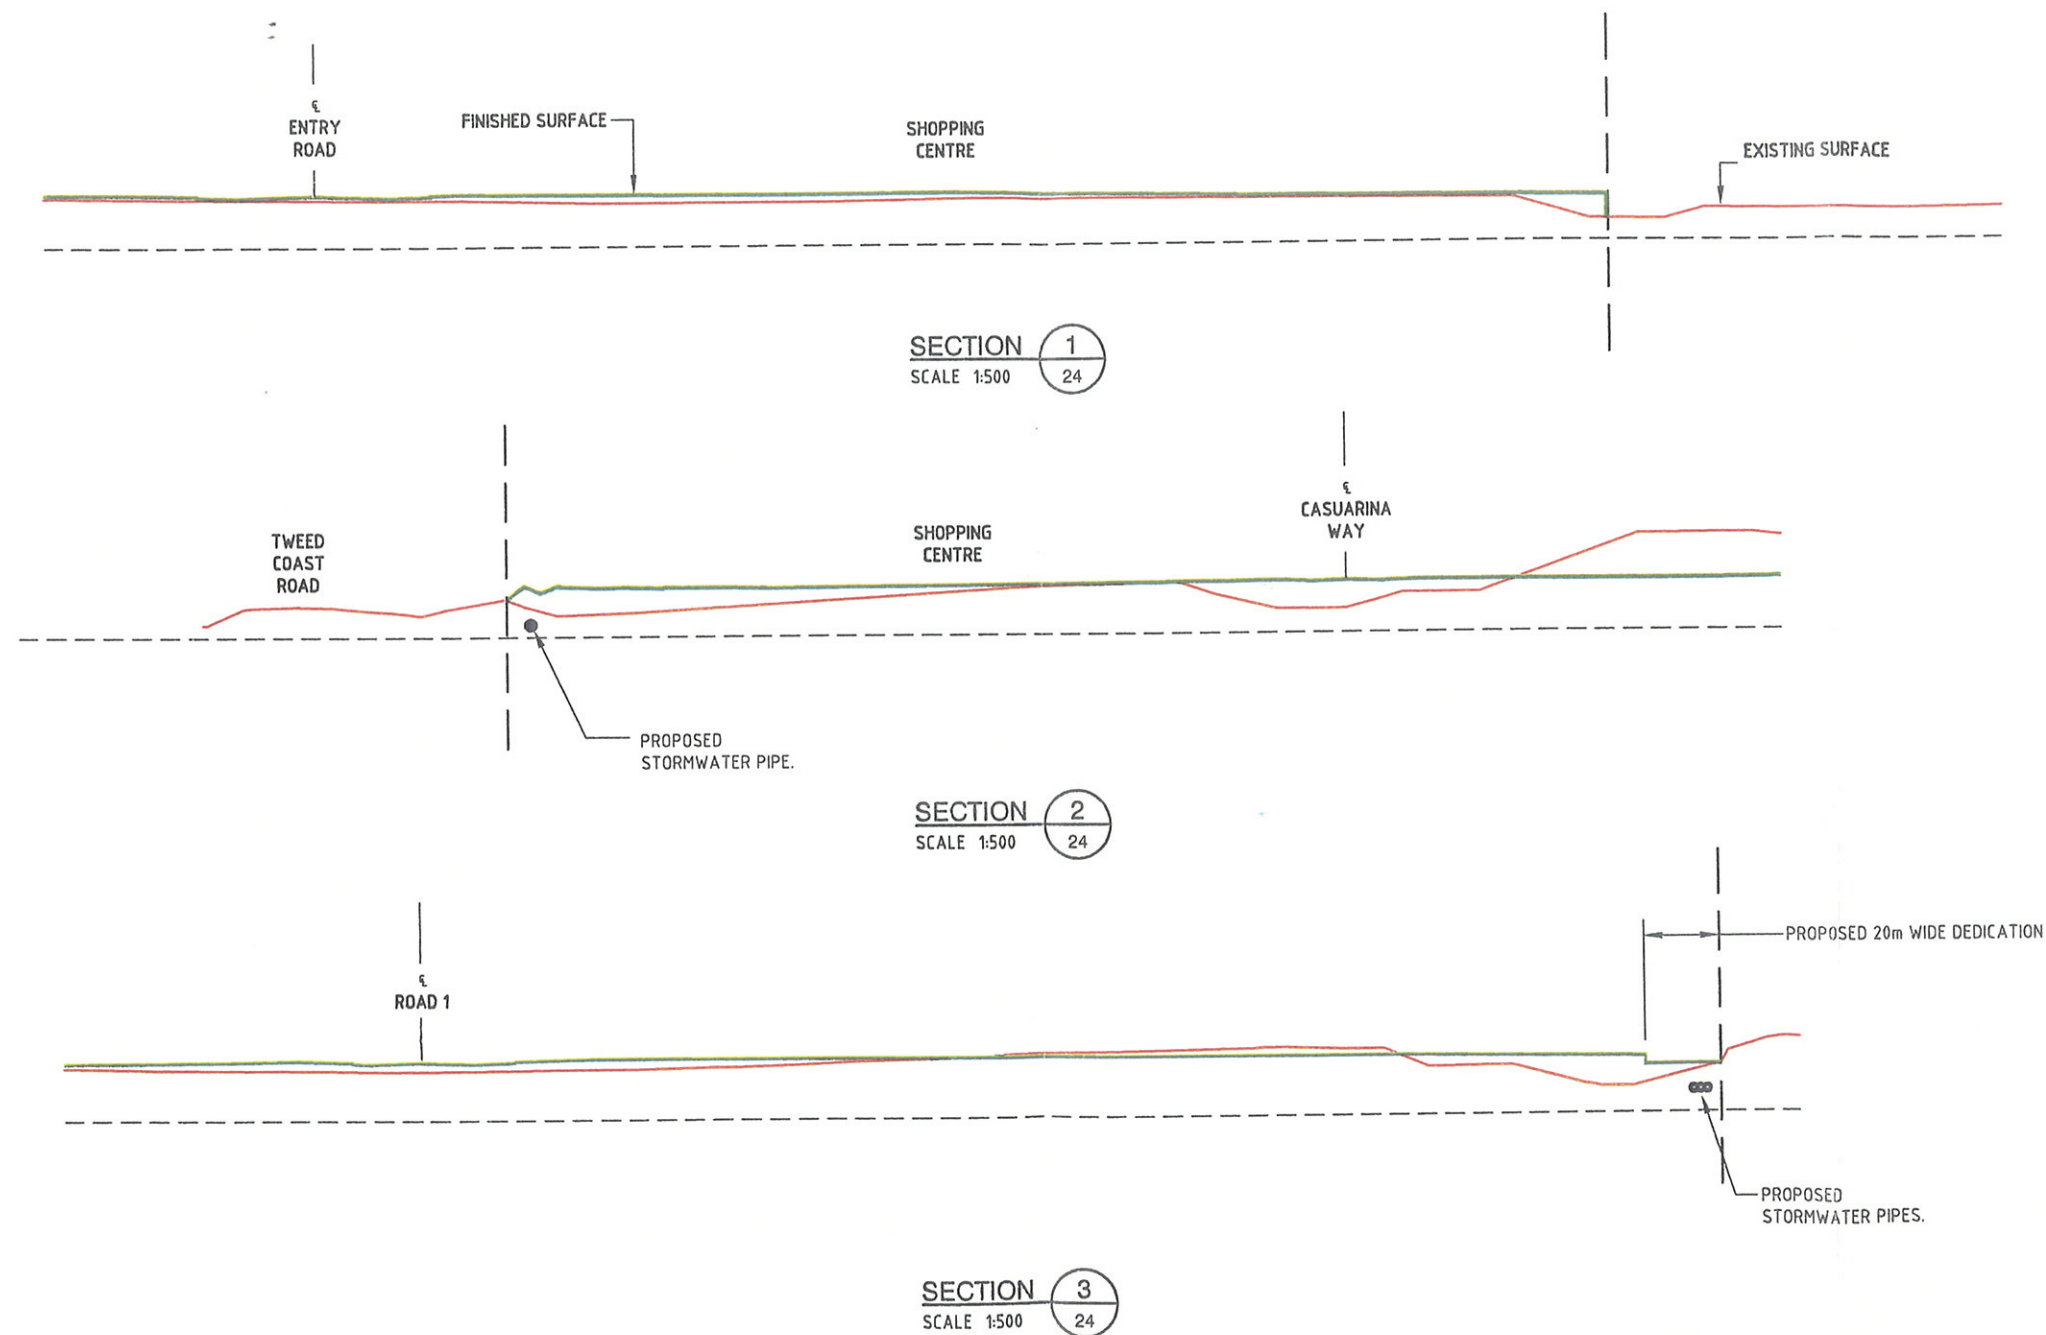 ℄
ENTRY
ROAD
FINISHED SURFACE
SHOPPING
CENTRE
EXISTING SURFACE
SECTION 1
SCALE 1:500 24
TWEED
COAST
ROAD
SHOPPING
CENTRE
℄
CASUARINA
WAY
PROPOSED
STORMWATER PIPE.
SECTION 2
SCALE 1:500 24
℄
ROAD 1
PROPOSED 20m WIDE DEDICATION
PROPOSED
STORMWATER PIPES.
SECTION 3
SCALE 1:500 24